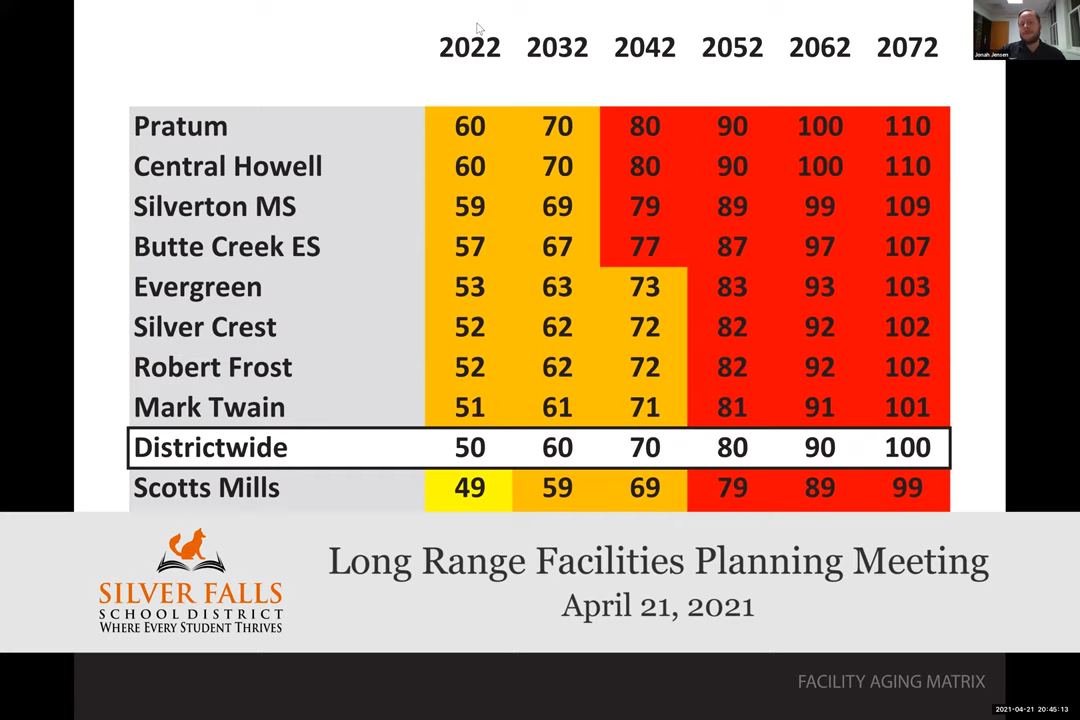 2022 2032 2042 2052 2062 2072
Jonah Jensen
Pratum 60 70 80 90 100 110
Central Howell 60 70 80 90 100 110
Silverton MS 59 69 79 89 99 109
Butte Creek ES 57 67 77 87 97 107
Evergreen 53 63 73 83 93 103
Silver Crest 52 62 72 82 92 102
Robert Frost 52 62 72 82 92 102
Mark Twain 51 61 71 81 91 101
Districtwide 50 60 70 80 90 100
Scotts Mills 49 59 69 79 89 99
SILVER FALLS
SCHOOL DISTRICT
WHERE EVERY STUDENT THRIVES
Long Range Facilities Planning Meeting
April 21, 2021
FACILITY AGING MATRIX
2021-04-21 20:45:13